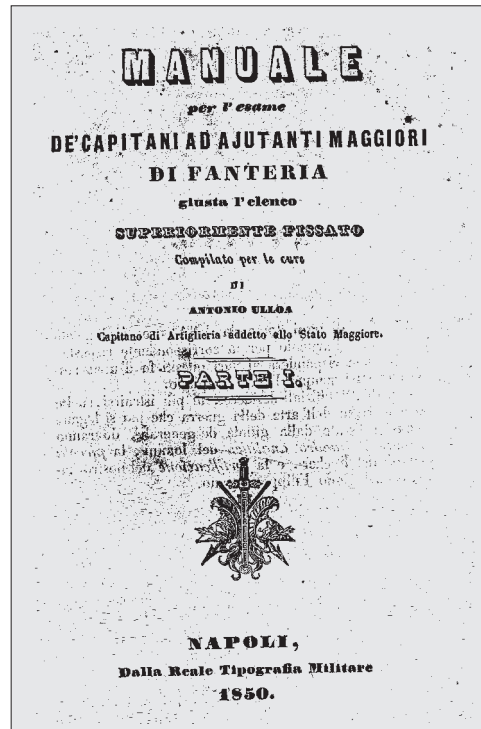 MANUALE
per l'esame
DE'CAPITANI AD AJUTANTI MAGGIORI
DI FANTERIA
giusta l'elenco
SUPERIORMENTE FISSATO
Compilato per le cure
DI
ANTONIO ULLOA
Capitano di Artiglieria addetto allo Stato Maggiore.
PARTE I.
NAPOLI,
Dalla Reale Tipografia Militare
1850.